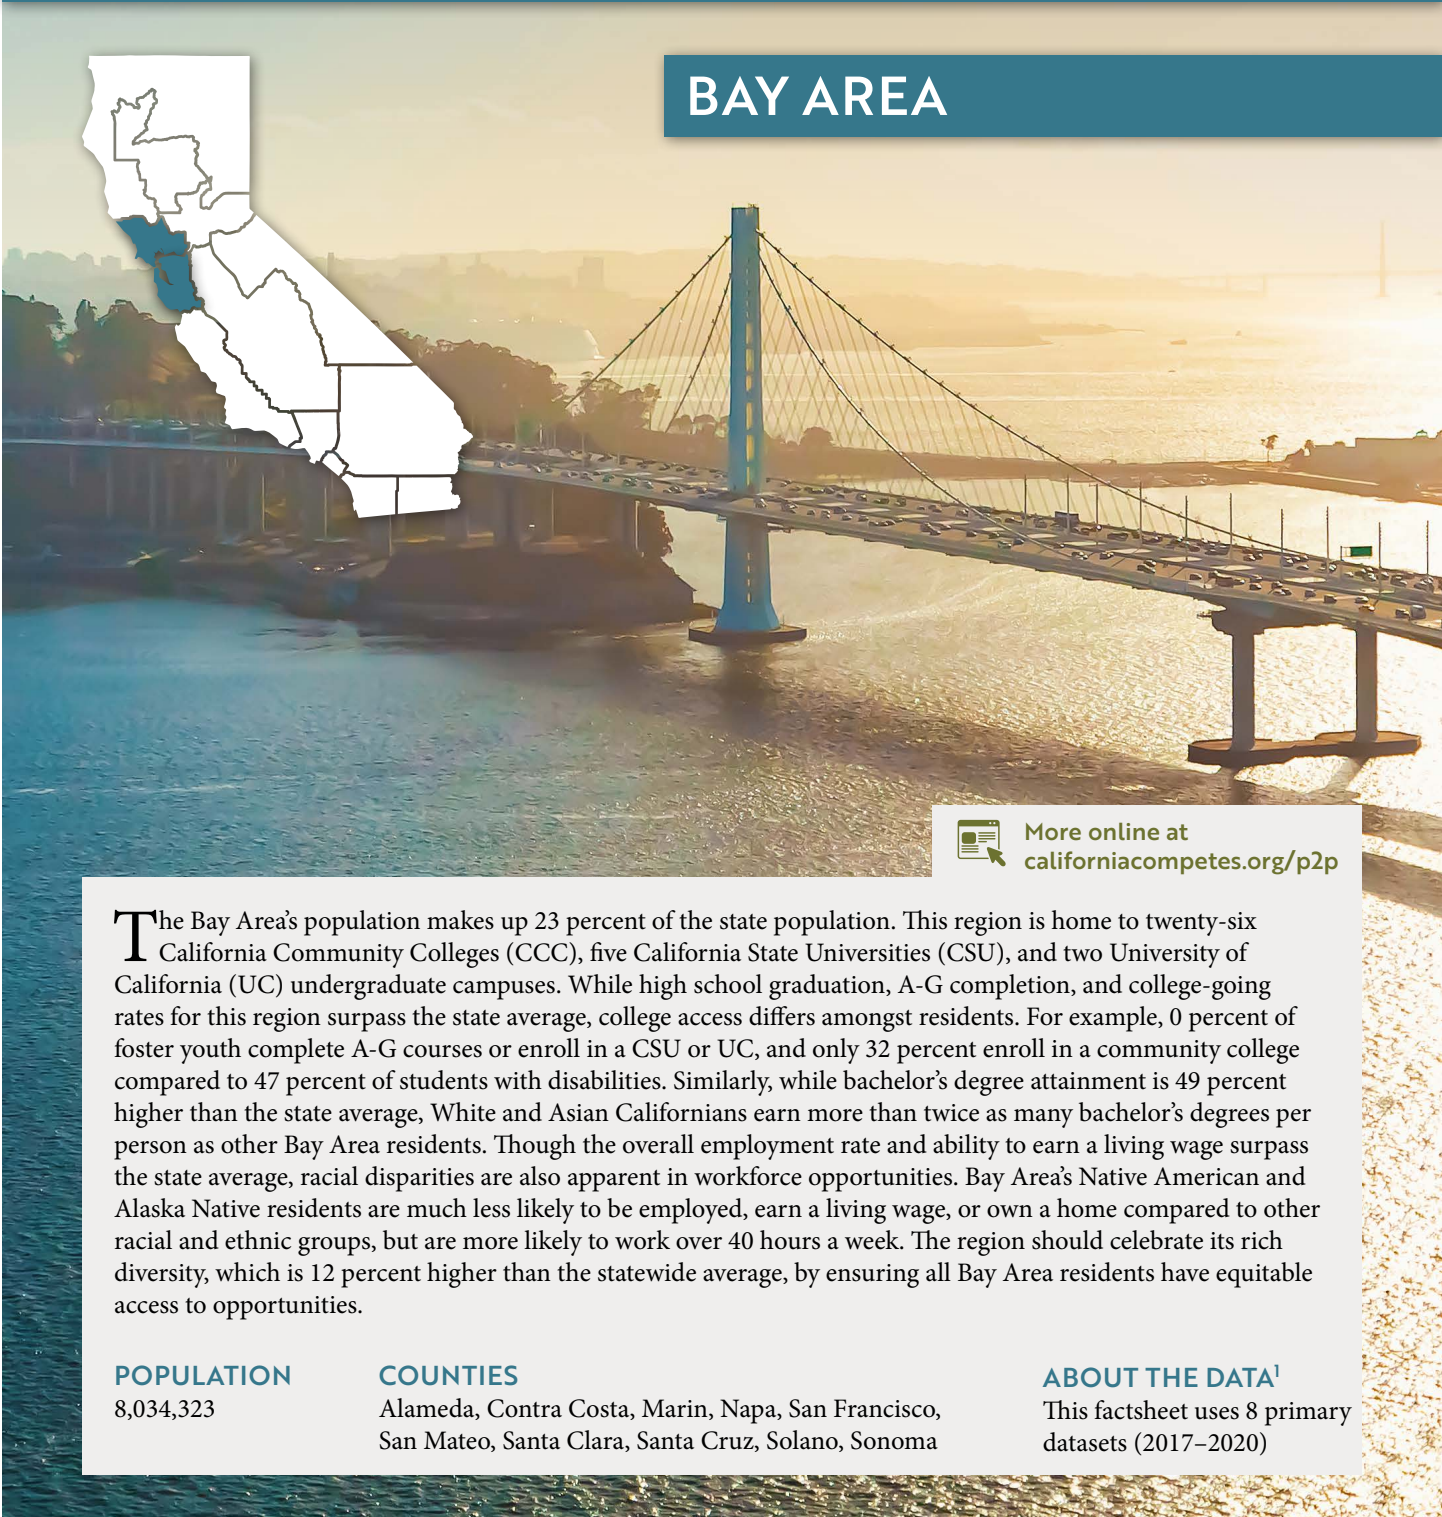 BAY AREA
More online at
californiacompetes.org/p2p
The Bay Area’s population makes up 23 percent of the state population. This region is home to twenty-six
California Community Colleges (CCC), five California State Universities (CSU), and two University of
California (UC) undergraduate campuses. While high school graduation, A-G completion, and college-going
rates for this region surpass the state average, college access differs amongst residents. For example, 0 percent of
foster youth complete A-G courses or enroll in a CSU or UC, and only 32 percent enroll in a community college
compared to 47 percent of students with disabilities. Similarly, while bachelor’s degree attainment is 49 percent
higher than the state average, White and Asian Californians earn more than twice as many bachelor’s degrees per
person as other Bay Area residents. Though the overall employment rate and ability to earn a living wage surpass
the state average, racial disparities are also apparent in workforce opportunities. Bay Area’s Native American and
Alaska Native residents are much less likely to be employed, earn a living wage, or own a home compared to other
racial and ethnic groups, but are more likely to work over 40 hours a week. The region should celebrate its rich
diversity, which is 12 percent higher than the statewide average, by ensuring all Bay Area residents have equitable
access to opportunities.
POPULATION
8,034,323
COUNTIES
Alameda, Contra Costa, Marin, Napa, San Francisco,
San Mateo, Santa Clara, Santa Cruz, Solano, Sonoma
ABOUT THE DATA¹
This factsheet uses 8 primary
datasets (2017–2020)